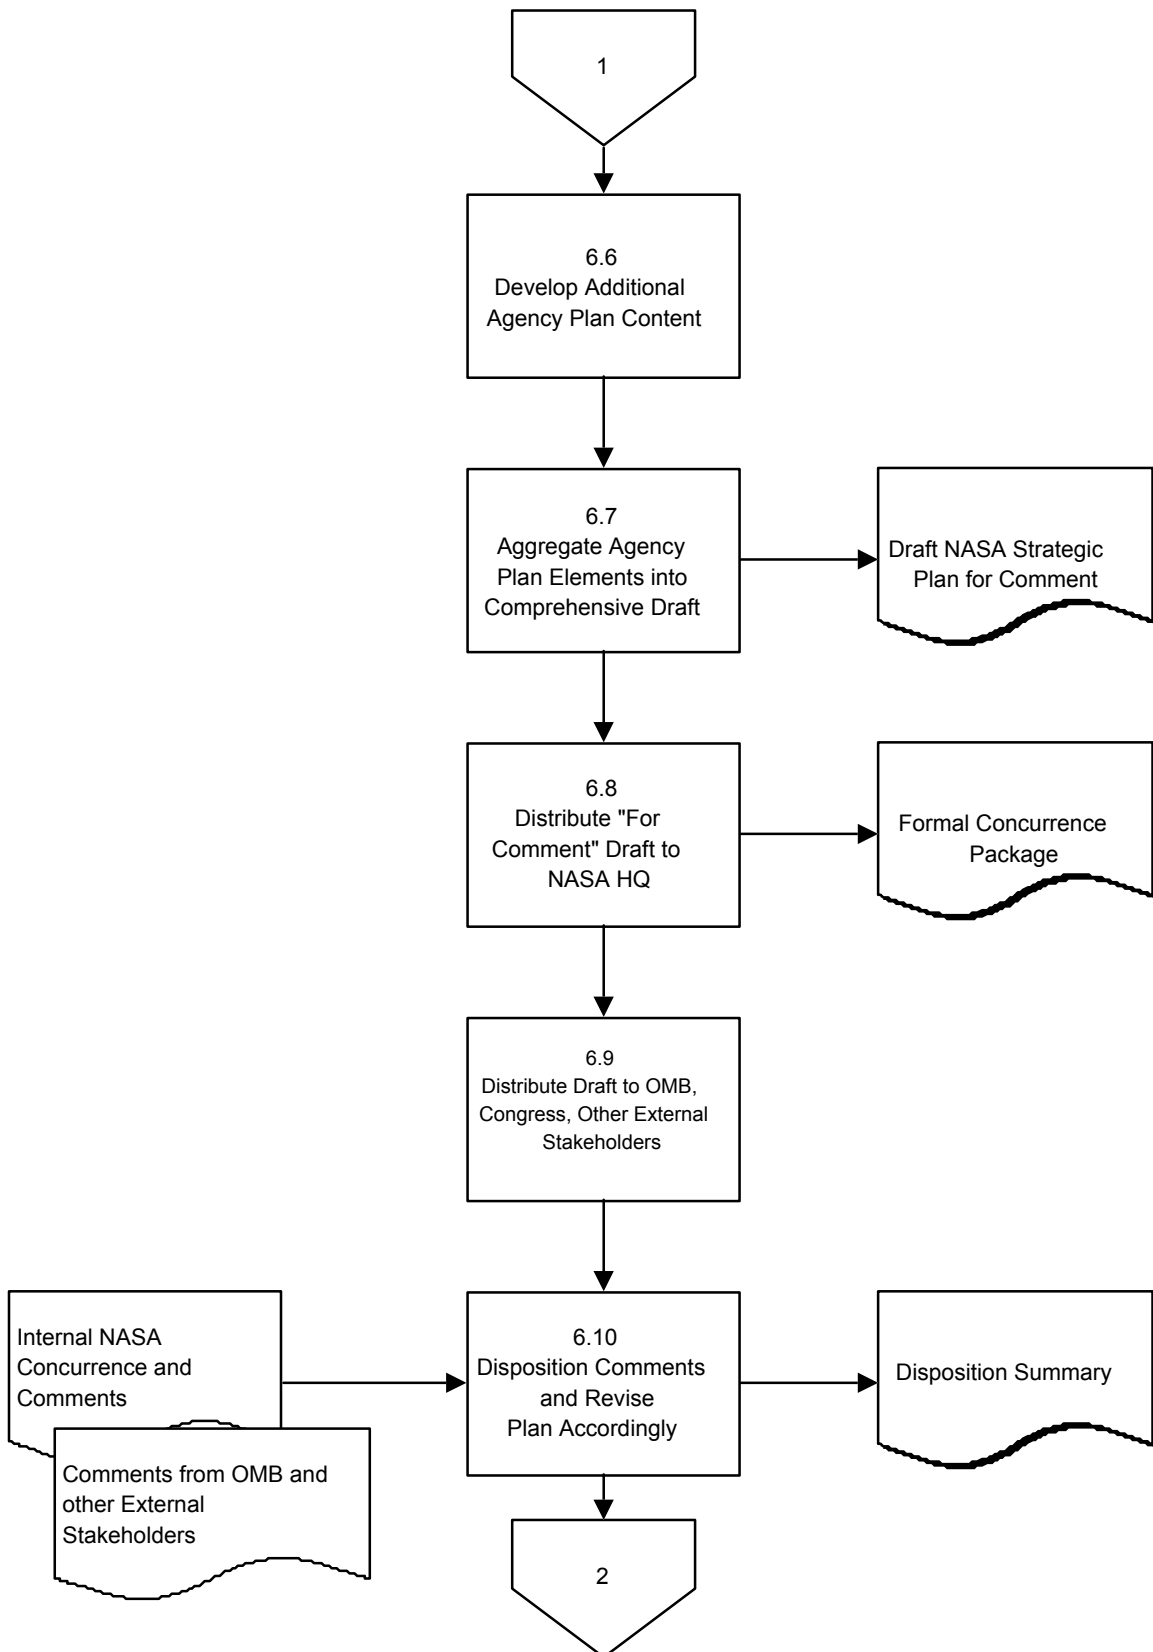 1
6.6
Develop Additional
Agency Plan Content
6.7
Aggregate Agency
Plan Elements into
Comprehensive Draft
Draft NASA Strategic
Plan for Comment
6.8
Distribute "For
Comment" Draft to
NASA HQ
Formal Concurrence
Package
6.9
Distribute Draft to OMB,
Congress, Other External
Stakeholders
Internal NASA
Concurrence and
Comments
Comments from OMB and
other External
Stakeholders
6.10
Disposition Comments
and Revise
Plan Accordingly
Disposition Summary
2